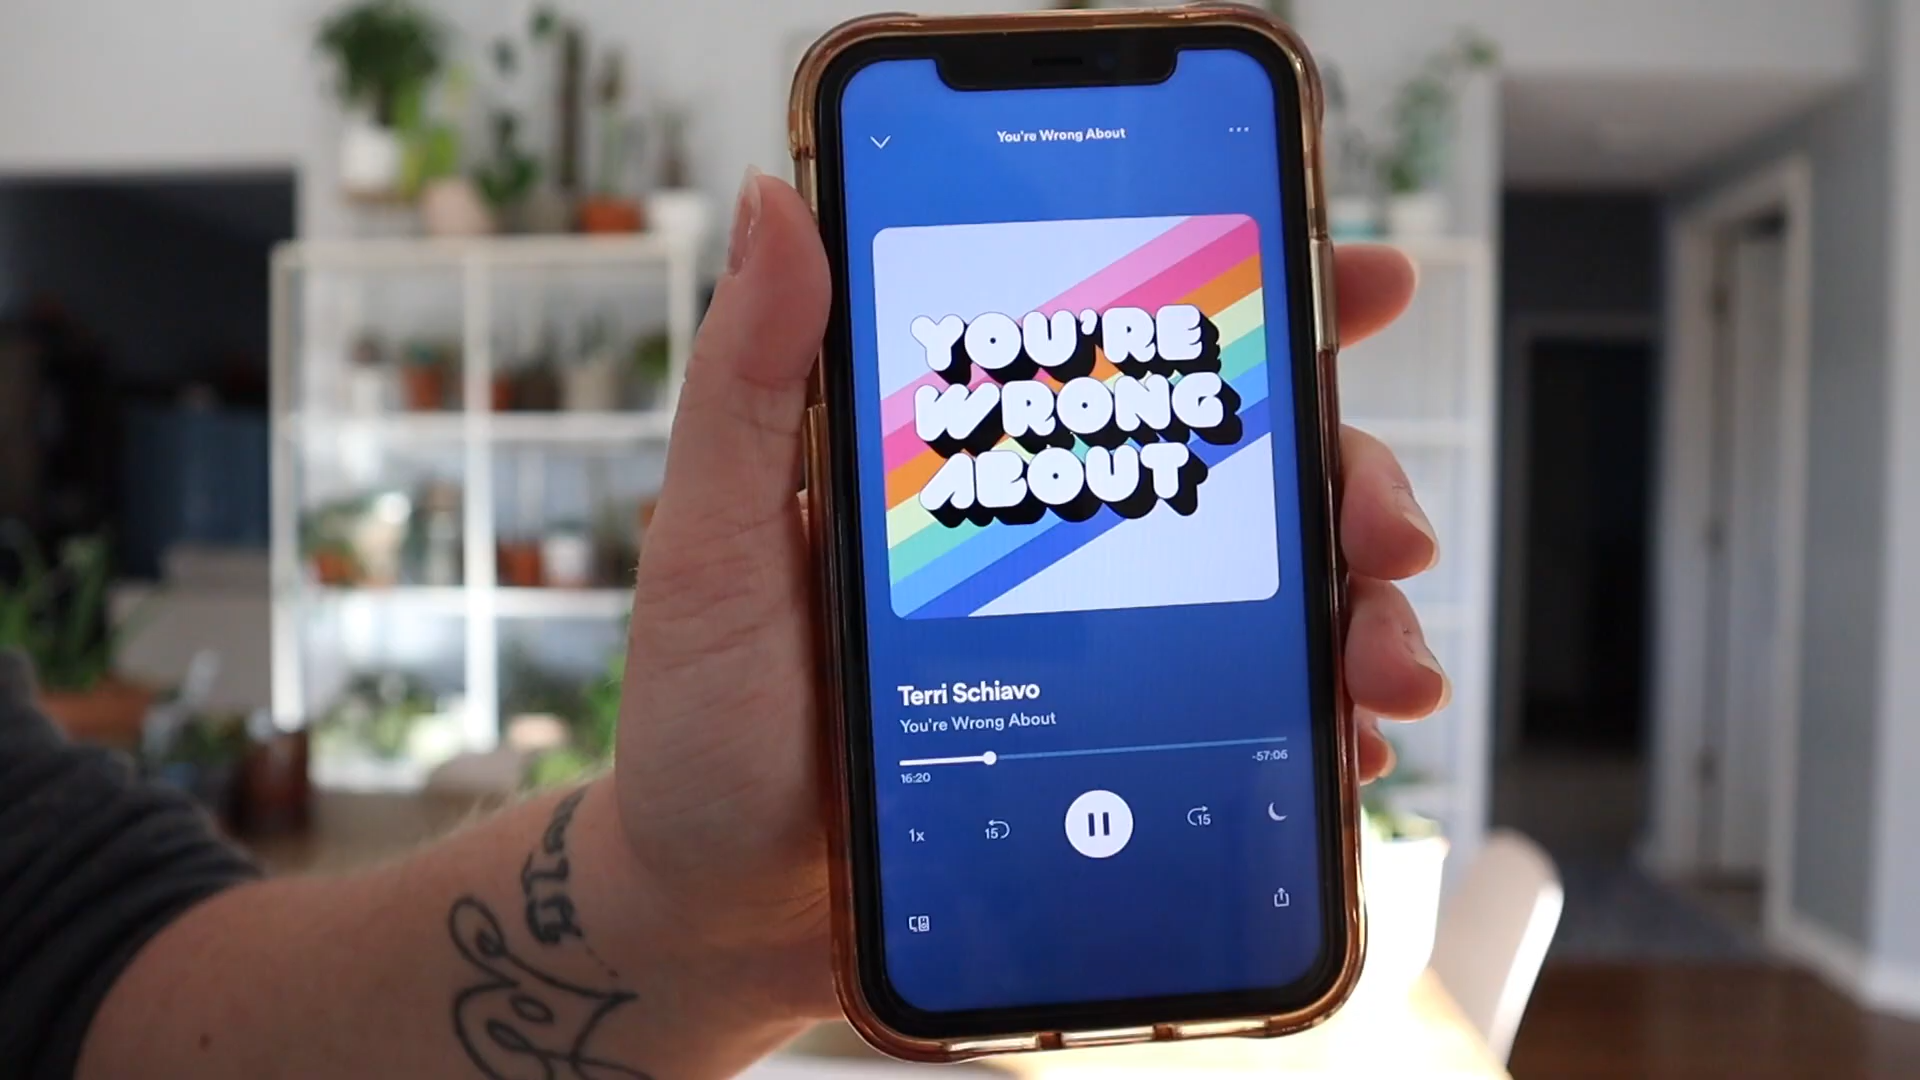 You're Wrong About
YOU'RE
WRONG
ABOUT
Terri Schiavo
You're Wrong About
16:20
-57:06
1x
15
15